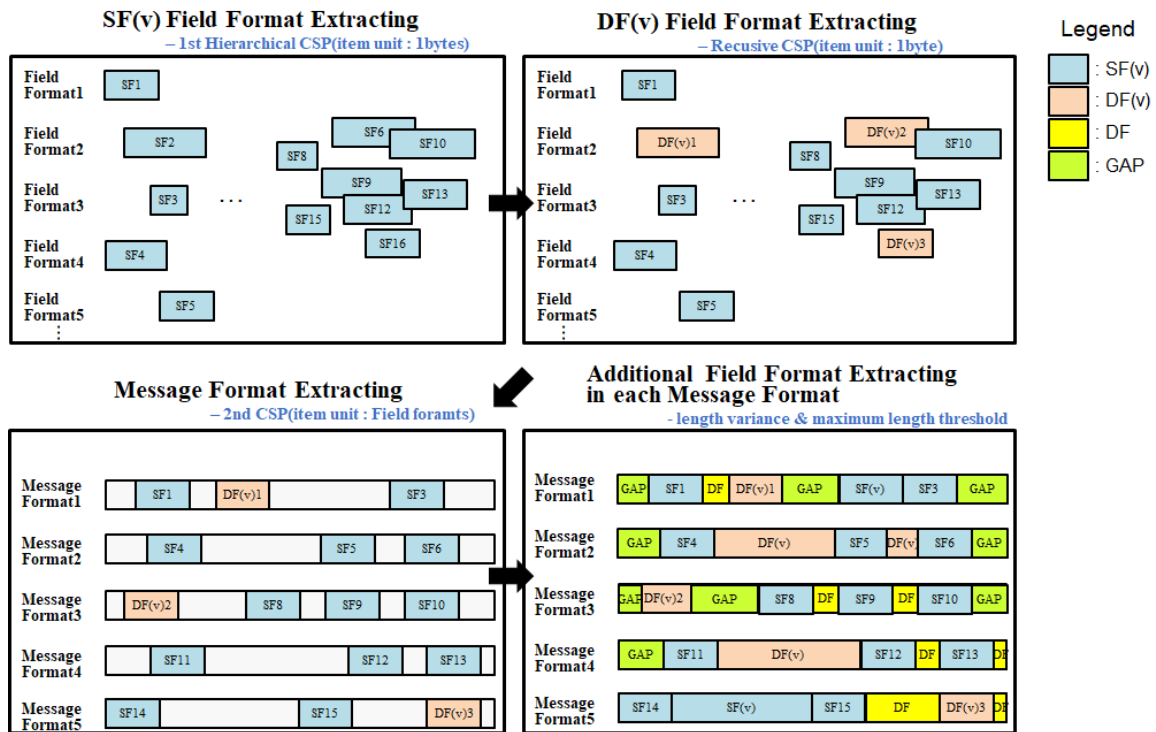 SF(v) Field Format Extracting
– 1st Hierarchical CSP(item unit : 1bytes)
Field
Format1
SF1
Field
Format2
SF2
SF6
SF10
SF8
Field
Format3
SF3
...
SF9
SF13
SF15
SF12
SF16
Field
Format4
SF4
Field
Format5
SF5
⋮
DF(v) Field Format Extracting
– Recusive CSP(item unit : 1byte)
Field
Format1
SF1
Field
Format2
DF(v)1
DF(v)2
SF10
SF8
Field
Format3
SF3
...
SF9
SF13
SF15
SF12
DF(v)3
Field
Format4
SF4
Field
Format5
SF5
⋮
Legend
: SF(v)
: DF(v)
: DF
: GAP
Message Format Extracting
– 2nd CSP(item unit : Field foramts)
Message
Format1
SF1 DF(v)1 SF3
Message
Format2
SF4 SF5 SF6
Message
Format3
DF(v)2 SF8 SF9 SF10
Message
Format4
SF11 SF12 SF13
Message
Format5
SF14 SF15 DF(v)3
Additional Field Format Extracting
in each Message Format
- length variance & maximum length threshold
Message
Format1
GAP SF1 DF DF(v)1 GAP SF(v) SF3 GAP
Message
Format2
GAP SF4 DF(v) SF5 DF(v) SF6 GAP
Message
Format3
GAP DF(v)2 GAP SF8 DF SF9 DF SF10 GAP
Message
Format4
GAP SF11 DF(v) SF12 DF SF13 DF
Message
Format5
SF14 SF(v) SF15 DF DF(v)3 DF